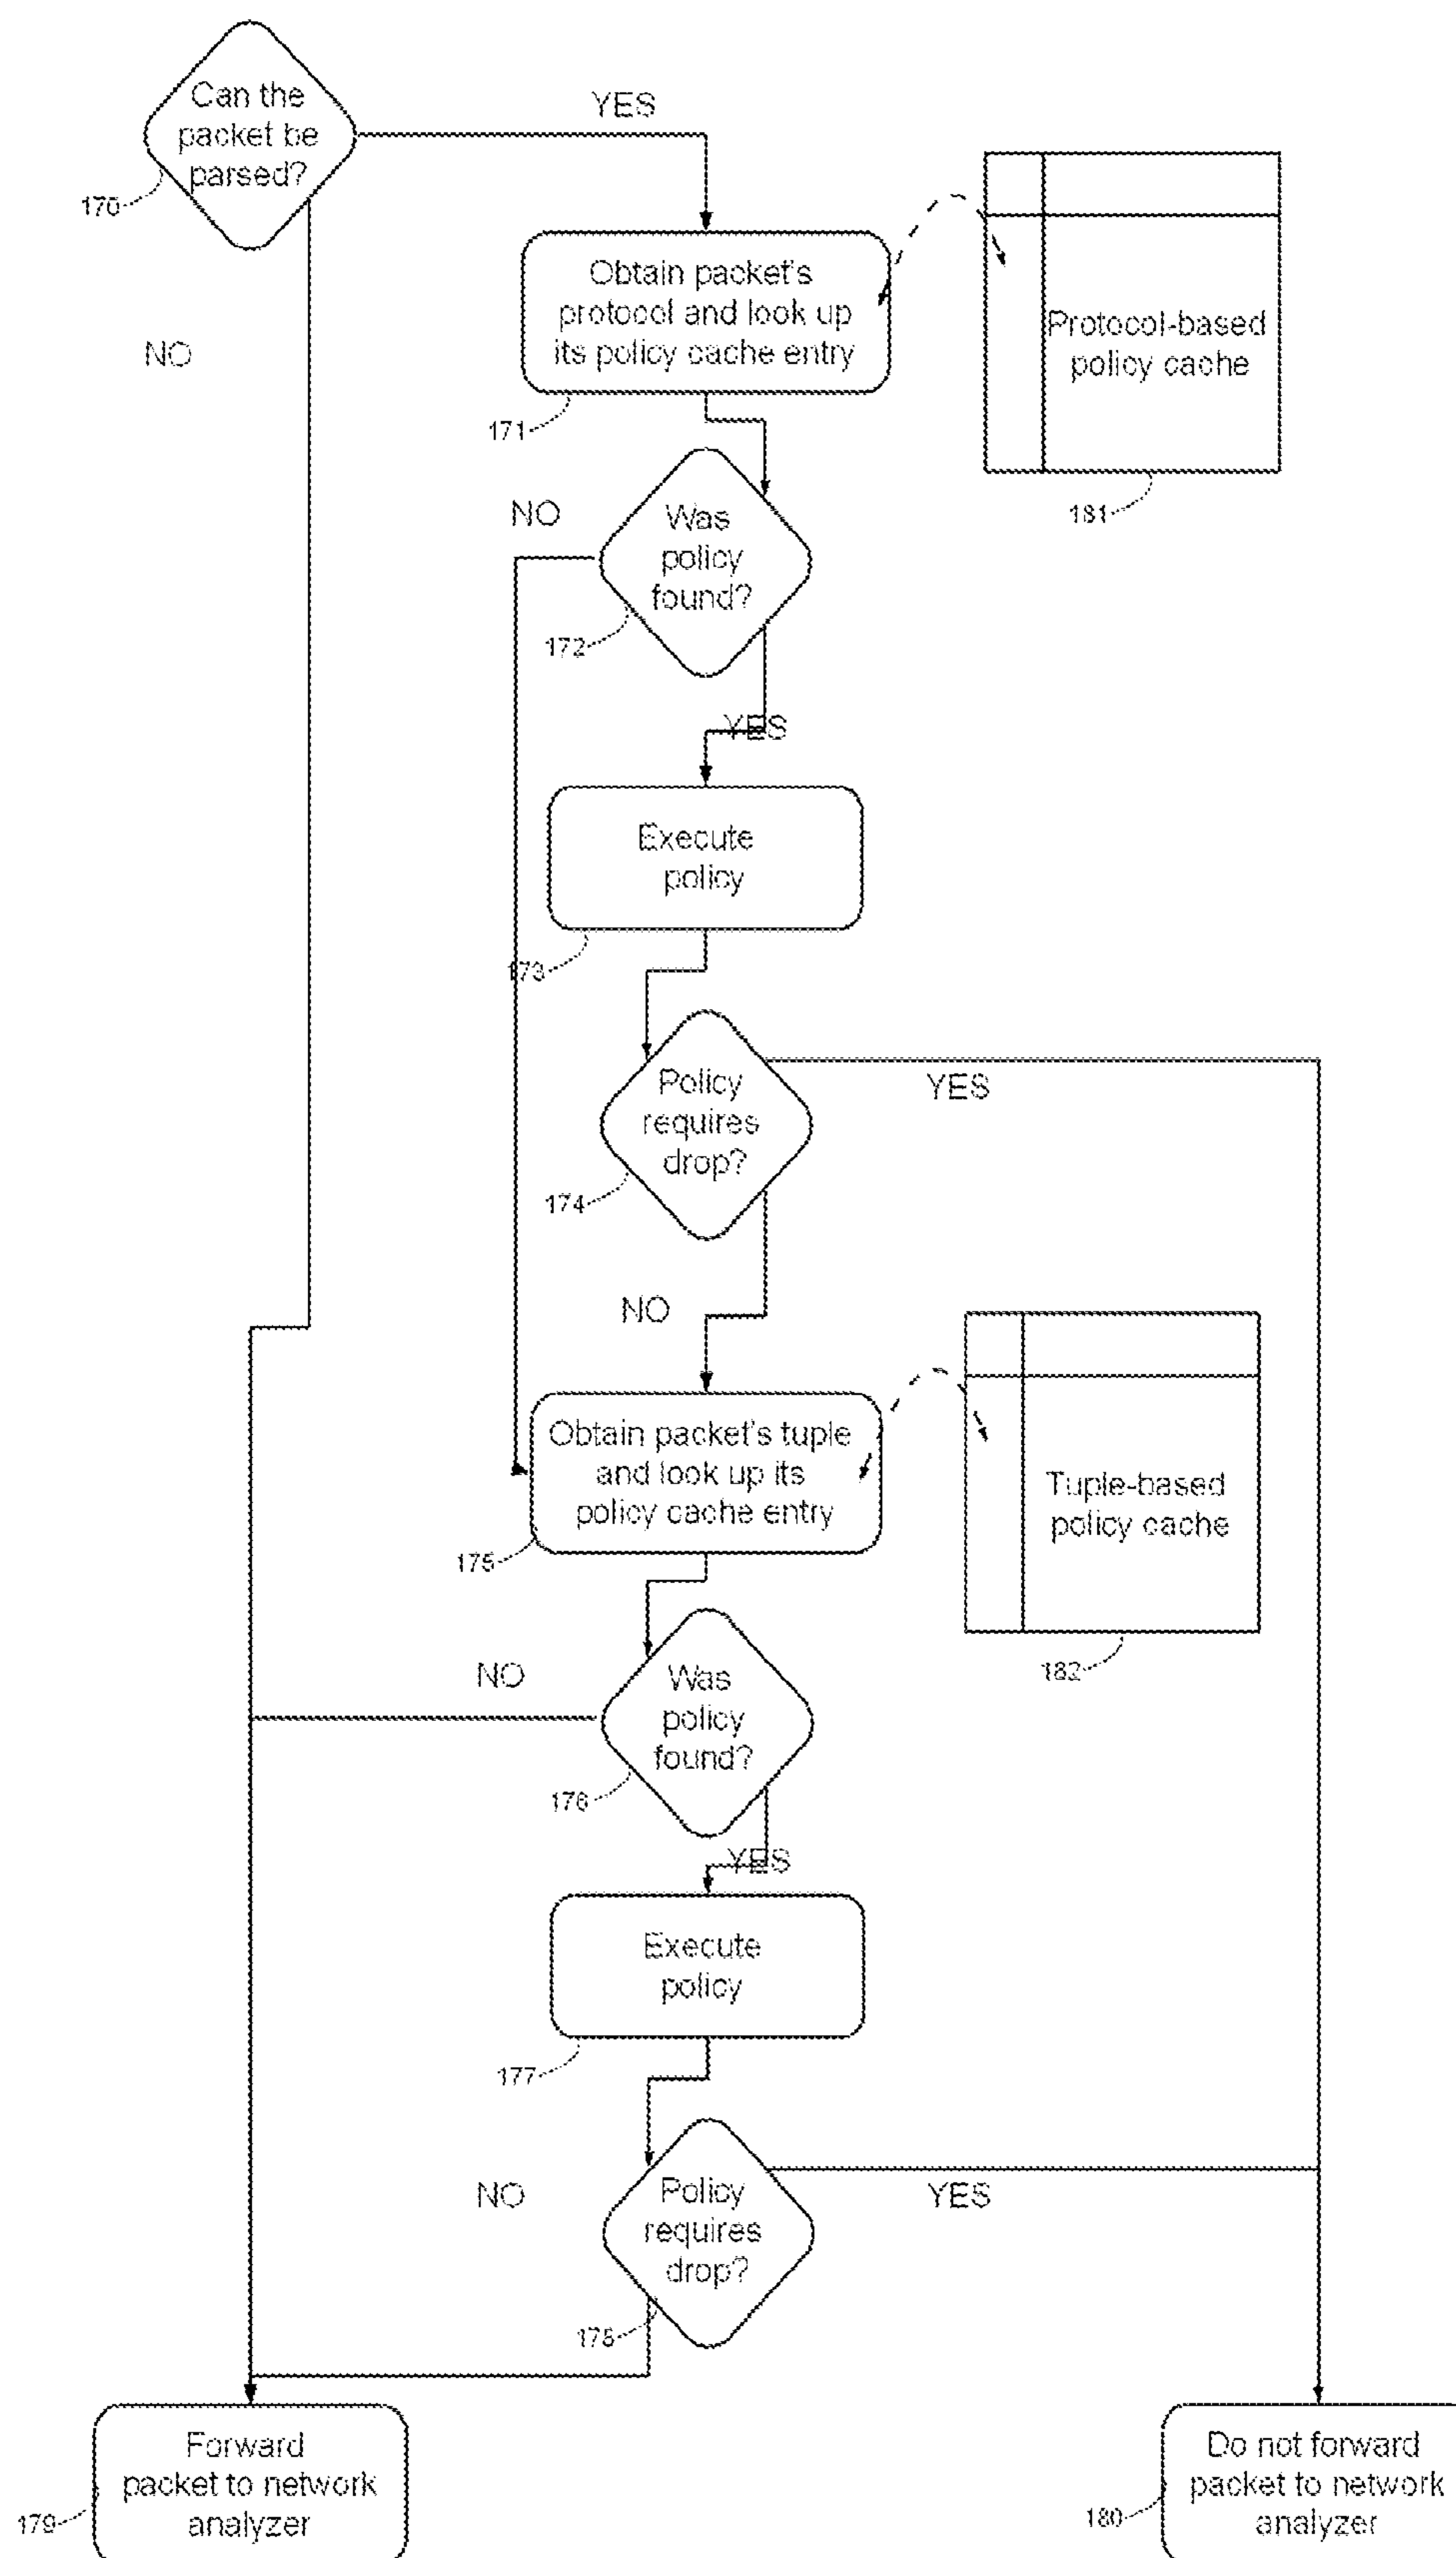 Can the
packet be
parsed?
170
YES
NO
Obtain packet's
protocol and look up
its policy cache entry
171
Protocol-based
policy cache
181
NO
Was
policy
found?
172
YES
Execute
policy
173
Policy
requires
drop?
174
YES
NO
Obtain packet's tuple
and look up its
policy cache entry
175
Tuple-based
policy cache
182
NO
Was
policy
found?
176
YES
Execute
policy
177
NO
Policy
requires
drop?
178
YES
Forward
packet to network
analyzer
179
Do not forward
packet to network
analyzer
180